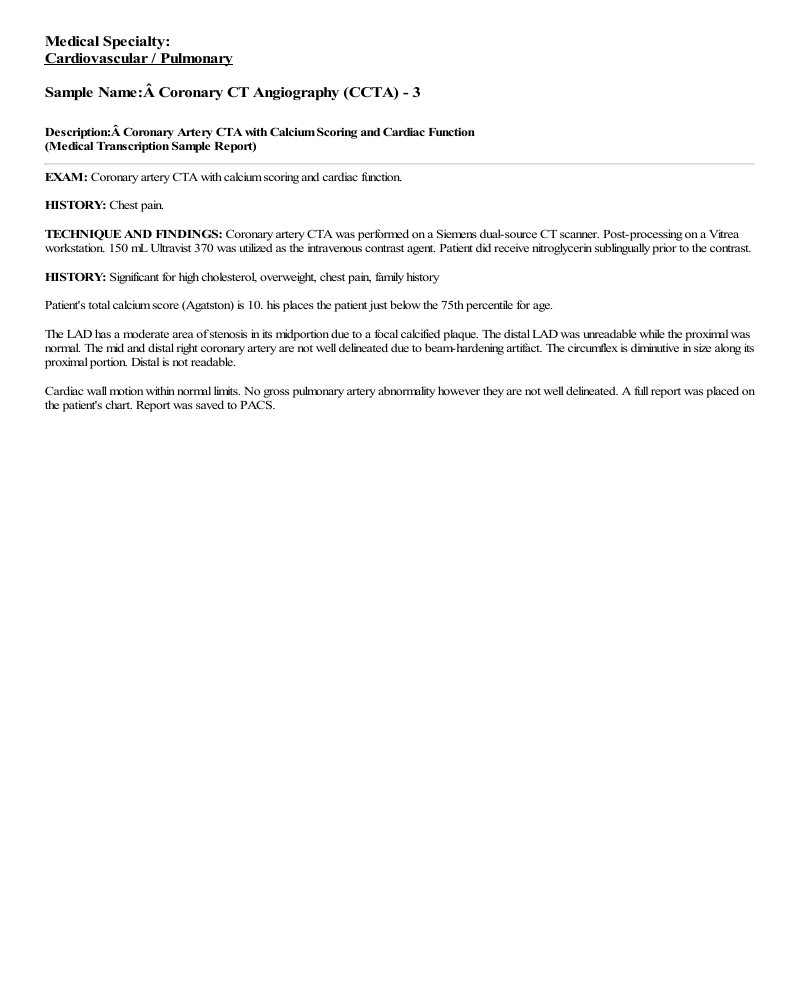 Medical Specialty:
Cardiovascular / Pulmonary
Sample Name:Â Coronary CT Angiography (CCTA) - 3
Description:Â Coronary Artery CTA with Calcium Scoring and Cardiac Function
(Medical Transcription Sample Report)
EXAM: Coronary artery CTA with calcium scoring and cardiac function.
HISTORY: Chest pain.
TECHNIQUE AND FINDINGS: Coronary artery CTA was performed on a Siemens dual-source CT scanner. Post-processing on a Vitrea
workstation. 150 mL Ultravist 370 was utilized as the intravenous contrast agent. Patient did receive nitroglycerin sublingually prior to the contrast.
HISTORY: Significant for high cholesterol, overweight, chest pain, family history
Patient's total calcium score (Agatston) is 10. his places the patient just below the 75th percentile for age.
The LAD has a moderate area of stenosis in its midportion due to a focal calcified plaque. The distal LAD was unreadable while the proximal was
normal. The mid and distal right coronary artery are not well delineated due to beam-hardening artifact. The circumflex is diminutive in size along its
proximal portion. Distal is not readable.
Cardiac wall motion within normal limits. No gross pulmonary artery abnormality however they are not well delineated. A full report was placed on
the patient's chart. Report was saved to PACS.